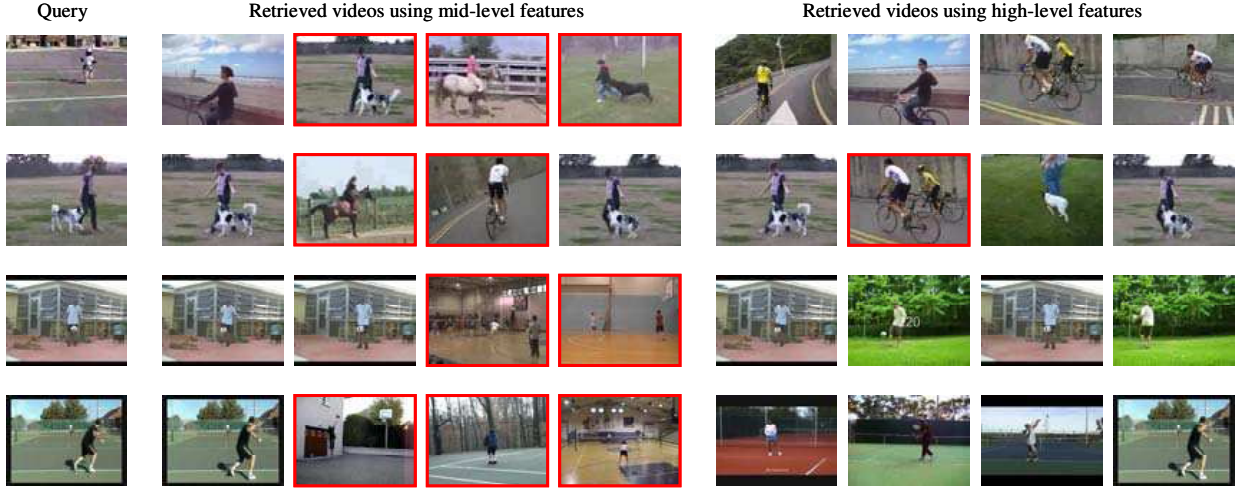 Query
Retrieved videos using mid-level features
Retrieved videos using high-level features